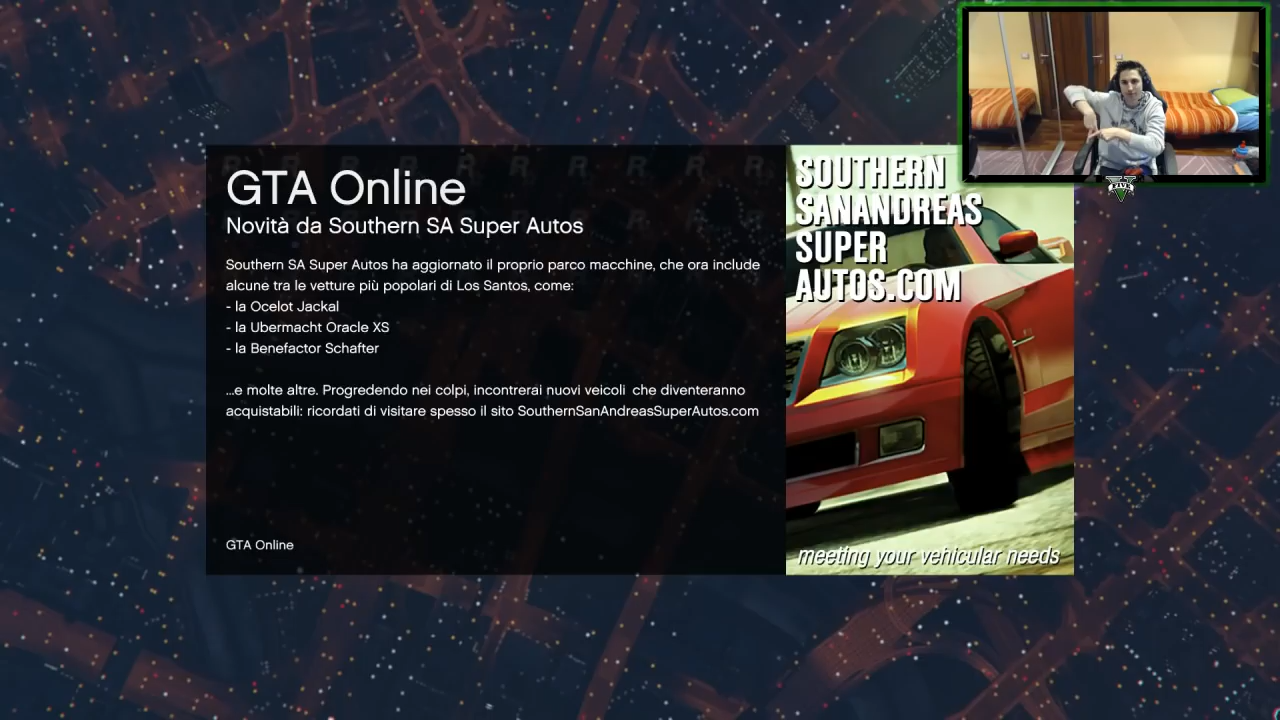 GTA Online
Novità da Southern SA Super Autos
Southern SA Super Autos ha aggiornato il proprio parco macchine, che ora include
alcune tra le vetture più popolari di Los Santos, come:
- la Ocelot Jackal
- la Ubermacht Oracle XS
- la Benefactor Schafter
...e molte altre. Progredendo nei colpi, incontrerai nuovi veicoli che diventeranno
acquistabili: ricordati di visitare spesso il sito SouthernSanAndreasSuperAutos.com
GTA Online
SOUTHERN
SANANDREAS
SUPER
AUTOS.COM
meeting your vehicular needs
FIVE